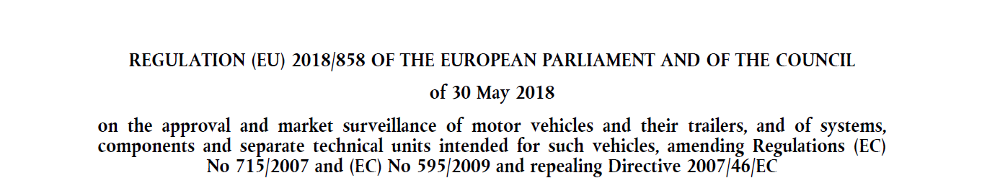 REGULATION (EU) 2018/858 OF THE EUROPEAN PARLIAMENT AND OF THE COUNCIL
of 30 May 2018
on the approval and market surveillance of motor vehicles and their trailers, and of systems,
components and separate technical units intended for such vehicles, amending Regulations (EC)
No 715/2007 and (EC) No 595/2009 and repealing Directive 2007/46/EC